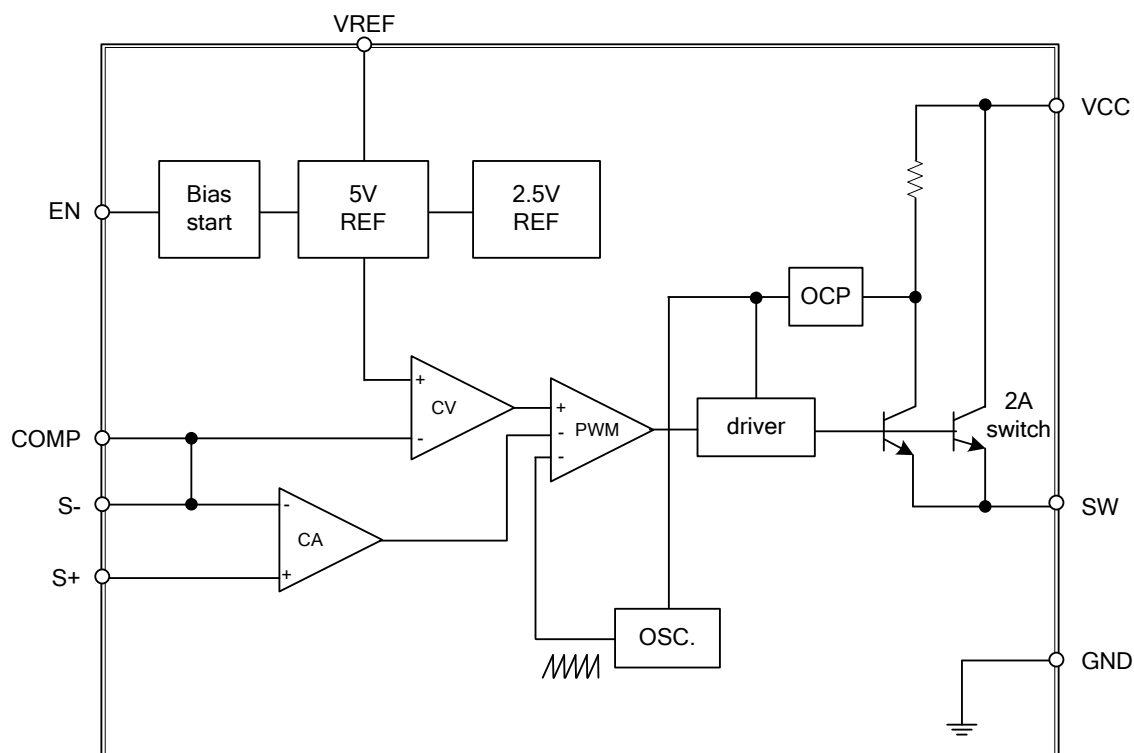 VREF
VCC
EN
Bias
start
5V
REF
2.5V
REF
OCP
+
CV
-
+
-
-
PWM
driver
2A
switch
COMP
S-
-
CA
+
S+
SW
OSC.
GND